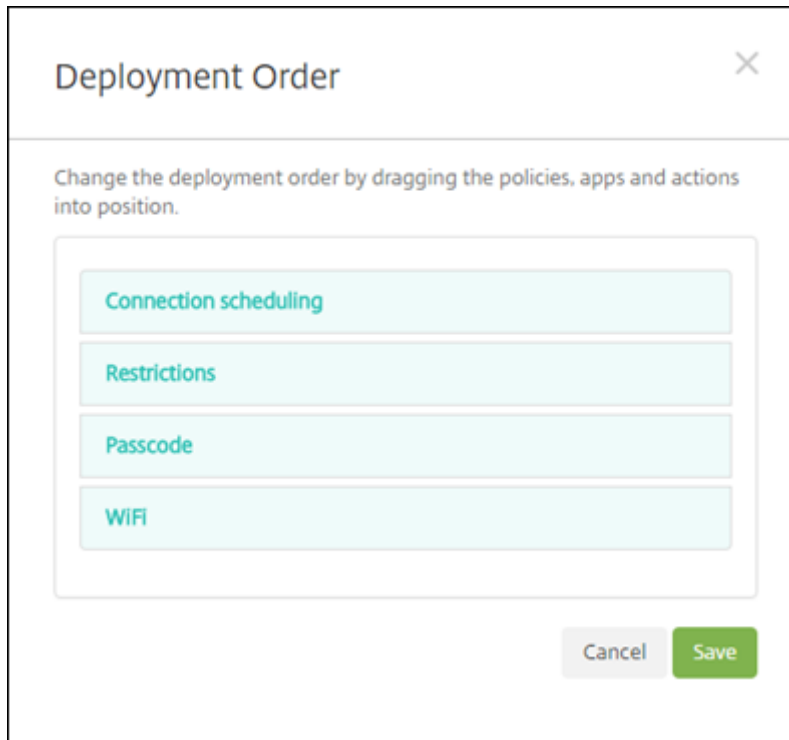 Deployment Order
Change the deployment order by dragging the policies, apps and actions
into position.
Connection scheduling
Restrictions
Passcode
WiFi
Cancel
Save